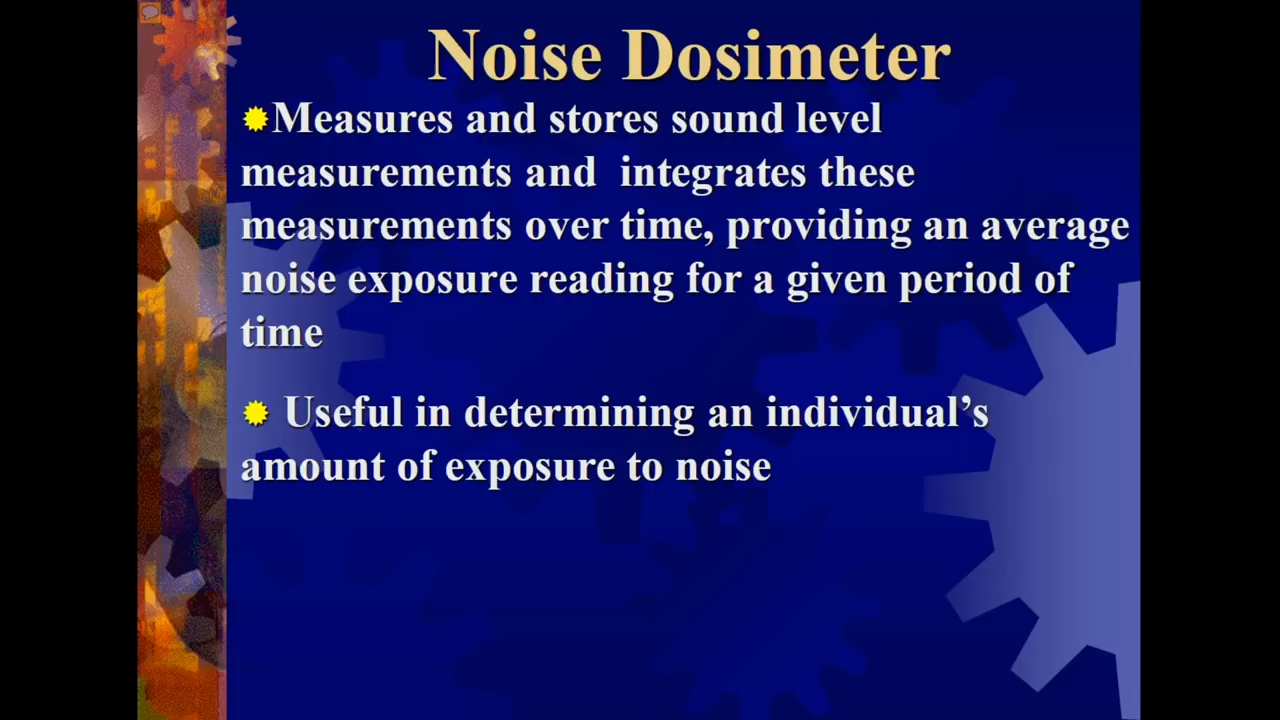 Noise Dosimeter
Measures and stores sound level
measurements and  integrates these
measurements over time, providing an average
noise exposure reading for a given period of
time
Useful in determining an individual’s
amount of exposure to noise